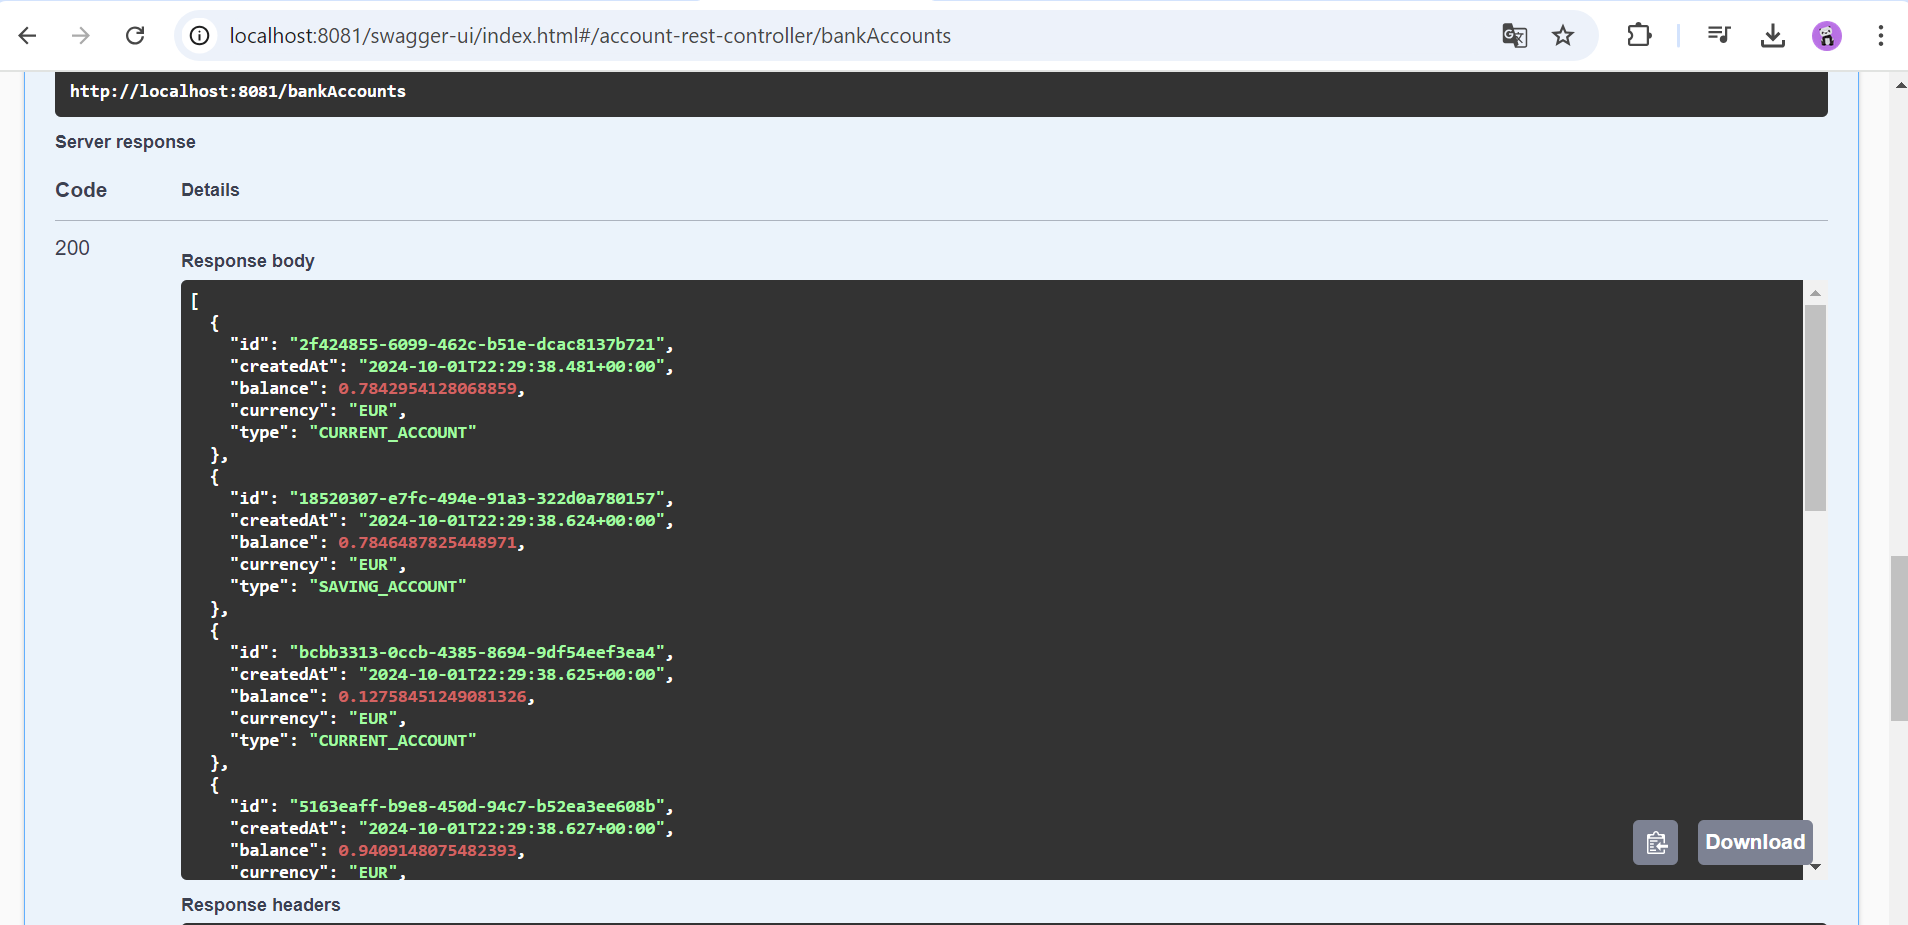 localhost:8081/swagger-ui/index.html#/account-rest-controller/bankAccounts
http://localhost:8081/bankAccounts
Server response
Code Details
200
Response body
[
  {
    "id": "2f424855-6099-462c-b51e-dcac8137b721",
    "createdAt": "2024-10-01T22:29:38.481+00:00",
    "balance": 0.7842954128068859,
    "currency": "EUR",
    "type": "CURRENT_ACCOUNT"
  },
  {
    "id": "18520307-e7fc-494e-91a3-322d0a780157",
    "createdAt": "2024-10-01T22:29:38.624+00:00",
    "balance": 0.7846487825448971,
    "currency": "EUR",
    "type": "SAVING_ACCOUNT"
  },
  {
    "id": "bcbb3313-0ccb-4385-8694-9df54eef3ea4",
    "createdAt": "2024-10-01T22:29:38.625+00:00",
    "balance": 0.12758451249081326,
    "currency": "EUR",
    "type": "CURRENT_ACCOUNT"
  },
  {
    "id": "5163eaff-b9e8-450d-94c7-b52ea3ee608b",
    "createdAt": "2024-10-01T22:29:38.627+00:00",
    "balance": 0.9409148075482393,
    "currency": "EUR",
Download
Response headers